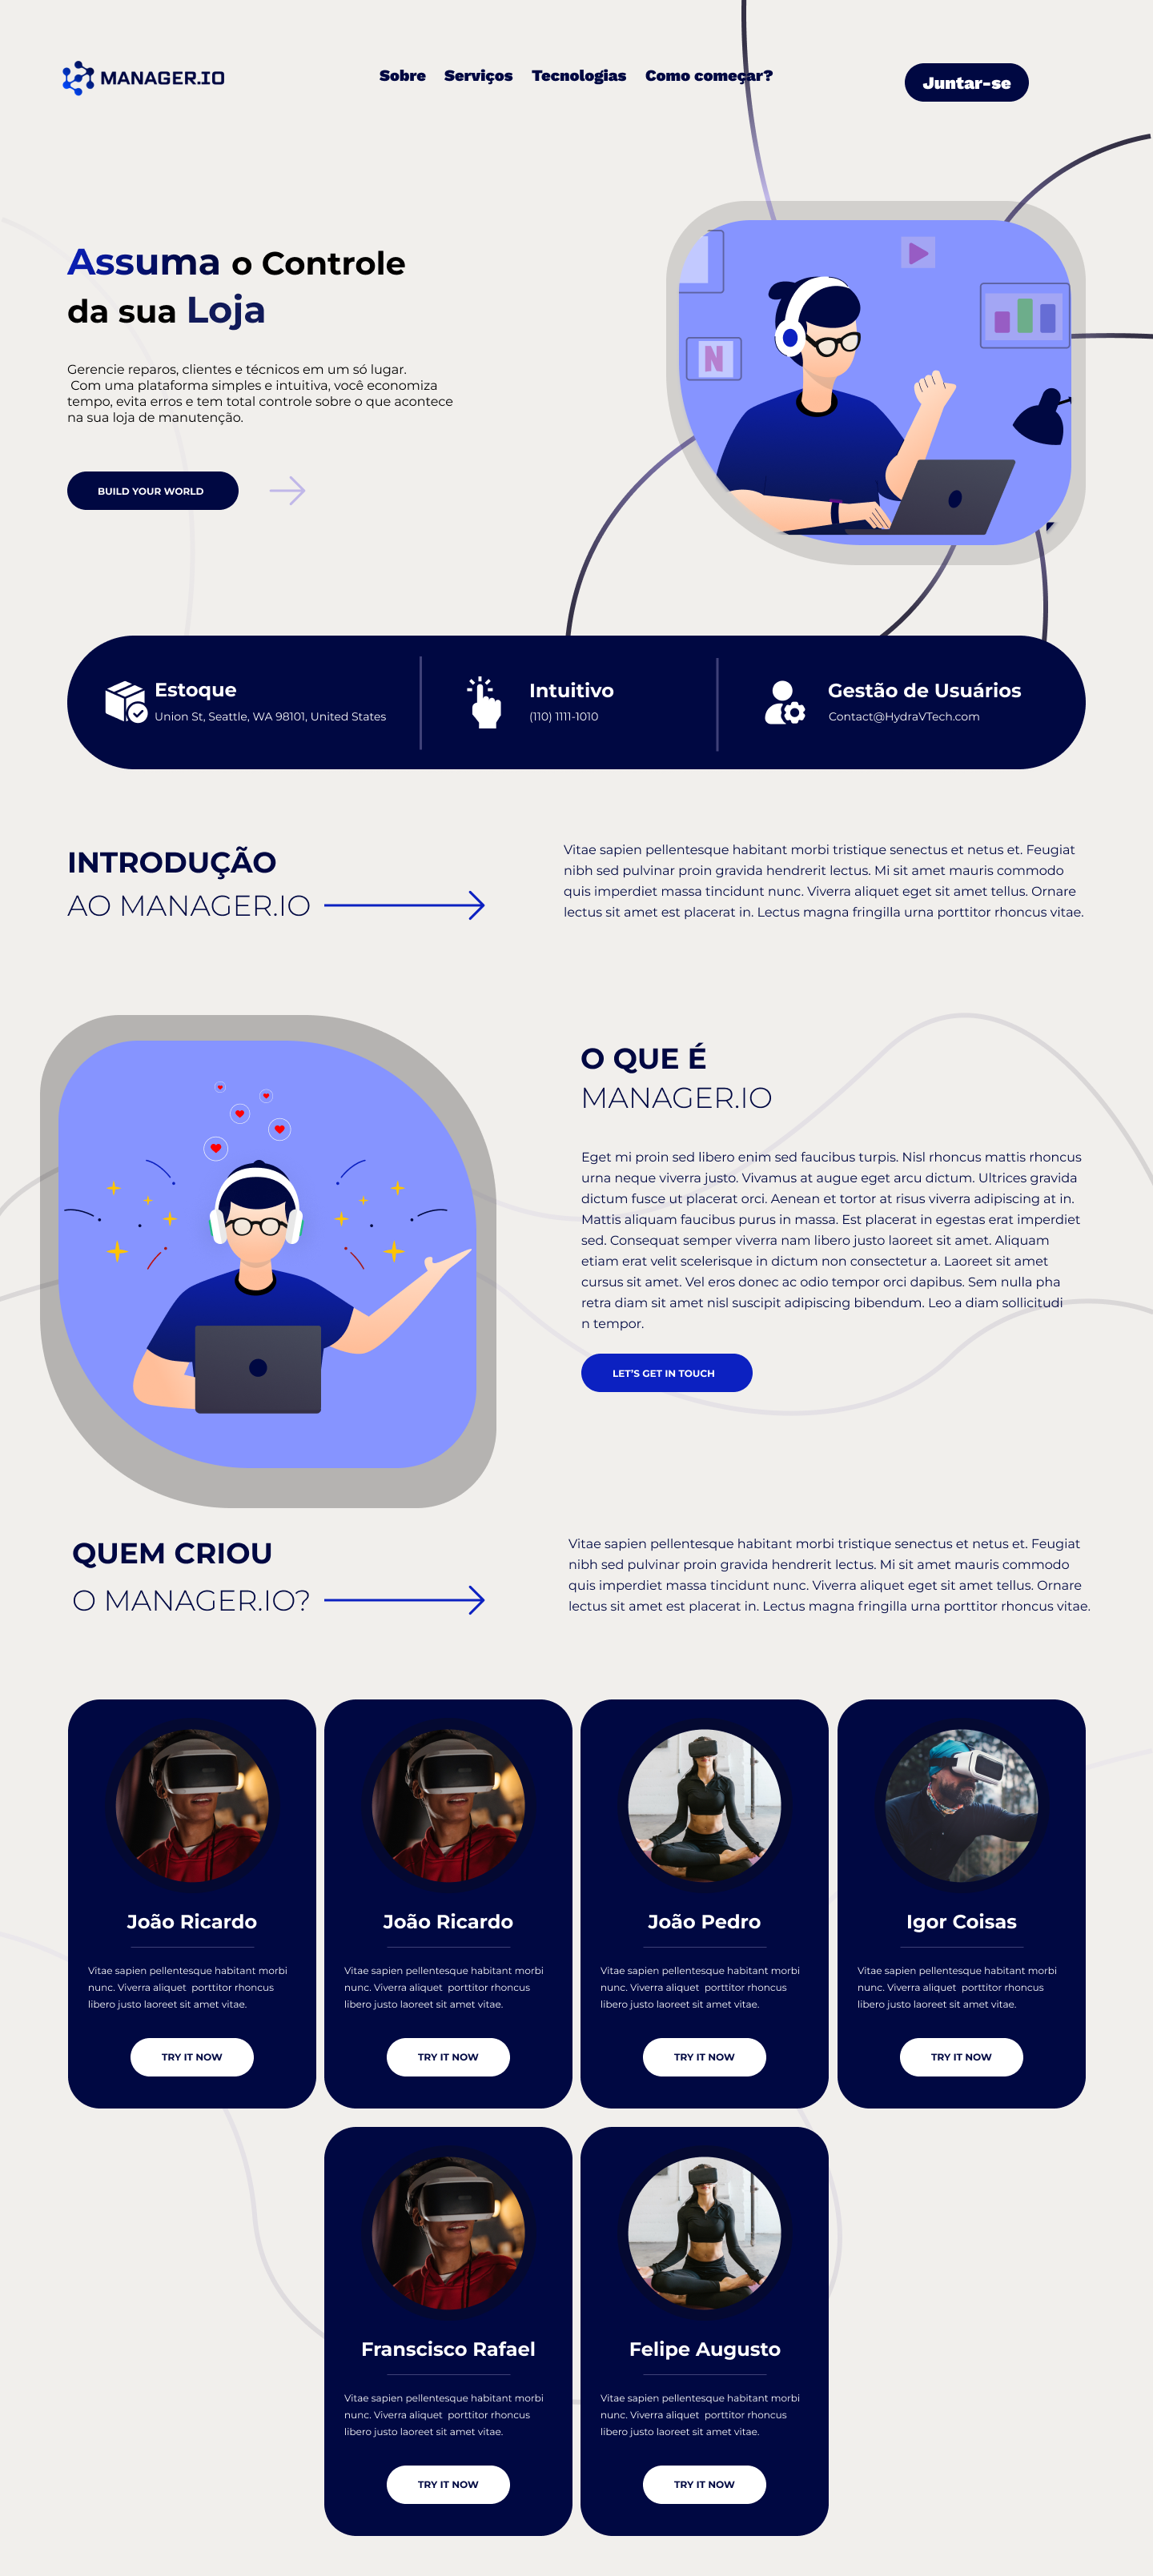 MANAGER.IO
Sobre Serviços Tecnologias Como começar?
Juntar-se
Assuma o Controle
da sua Loja
Gerencie reparos, clientes e técnicos em um só lugar.
Com uma plataforma simples e intuitiva, você economiza
tempo, evita erros e tem total controle sobre o que acontece
na sua loja de manutenção.
BUILD YOUR WORLD
N
Estoque
Union St, Seattle, WA 98101, United States
Intuitivo
(110) 1111-1010
Gestão de Usuários
Contact@HydraVTech.com
INTRODUÇÃO
AO MANAGER.IO
Vitae sapien pellentesque habitant morbi tristique senectus et netus et. Feugiat
nibh sed pulvinar proin gravida hendrerit lectus. Mi sit amet mauris commodo
quis imperdiet massa tincidunt nunc. Viverra aliquet eget sit amet tellus. Ornare
lectus sit amet est placerat in. Lectus magna fringilla urna porttitor rhoncus vitae.
O QUE É
MANAGER.IO
Eget mi proin sed libero enim sed faucibus turpis. Nisl rhoncus mattis rhoncus
urna neque viverra justo. Vivamus at augue eget arcu dictum. Ultrices gravida
dictum fusce ut placerat orci. Aenean et tortor at risus viverra adipiscing at in.
Mattis aliquam faucibus purus in massa. Est placerat in egestas erat imperdiet
sed. Consequat semper viverra nam libero justo laoreet sit amet. Aliquam
etiam erat velit scelerisque in dictum non consectetur a. Laoreet sit amet
cursus sit amet. Vel eros donec ac odio tempor orci dapibus. Sem nulla pha
retra diam sit amet nisl suscipit adipiscing bibendum. Leo a diam sollicitudi
n tempor.
LET'S GET IN TOUCH
QUEM CRIOU
O MANAGER.IO?
Vitae sapien pellentesque habitant morbi tristique senectus et netus et. Feugiat
nibh sed pulvinar proin gravida hendrerit lectus. Mi sit amet mauris commodo
quis imperdiet massa tincidunt nunc. Viverra aliquet eget sit amet tellus. Ornare
lectus sit amet est placerat in. Lectus magna fringilla urna porttitor rhoncus vitae.
João Ricardo
Vitae sapien pellentesque habitant morbi
nunc. Viverra aliquet porttitor rhoncus
libero justo laoreet sit amet vitae.
TRY IT NOW
João Ricardo
Vitae sapien pellentesque habitant morbi
nunc. Viverra aliquet porttitor rhoncus
libero justo laoreet sit amet vitae.
TRY IT NOW
João Pedro
Vitae sapien pellentesque habitant morbi
nunc. Viverra aliquet porttitor rhoncus
libero justo laoreet sit amet vitae.
TRY IT NOW
Igor Coisas
Vitae sapien pellentesque habitant morbi
nunc. Viverra aliquet porttitor rhoncus
libero justo laoreet sit amet vitae.
TRY IT NOW
Franscisco Rafael
Vitae sapien pellentesque habitant morbi
nunc. Viverra aliquet porttitor rhoncus
libero justo laoreet sit amet vitae.
TRY IT NOW
Felipe Augusto
Vitae sapien pellentesque habitant morbi
nunc. Viverra aliquet porttitor rhoncus
libero justo laoreet sit amet vitae.
TRY IT NOW